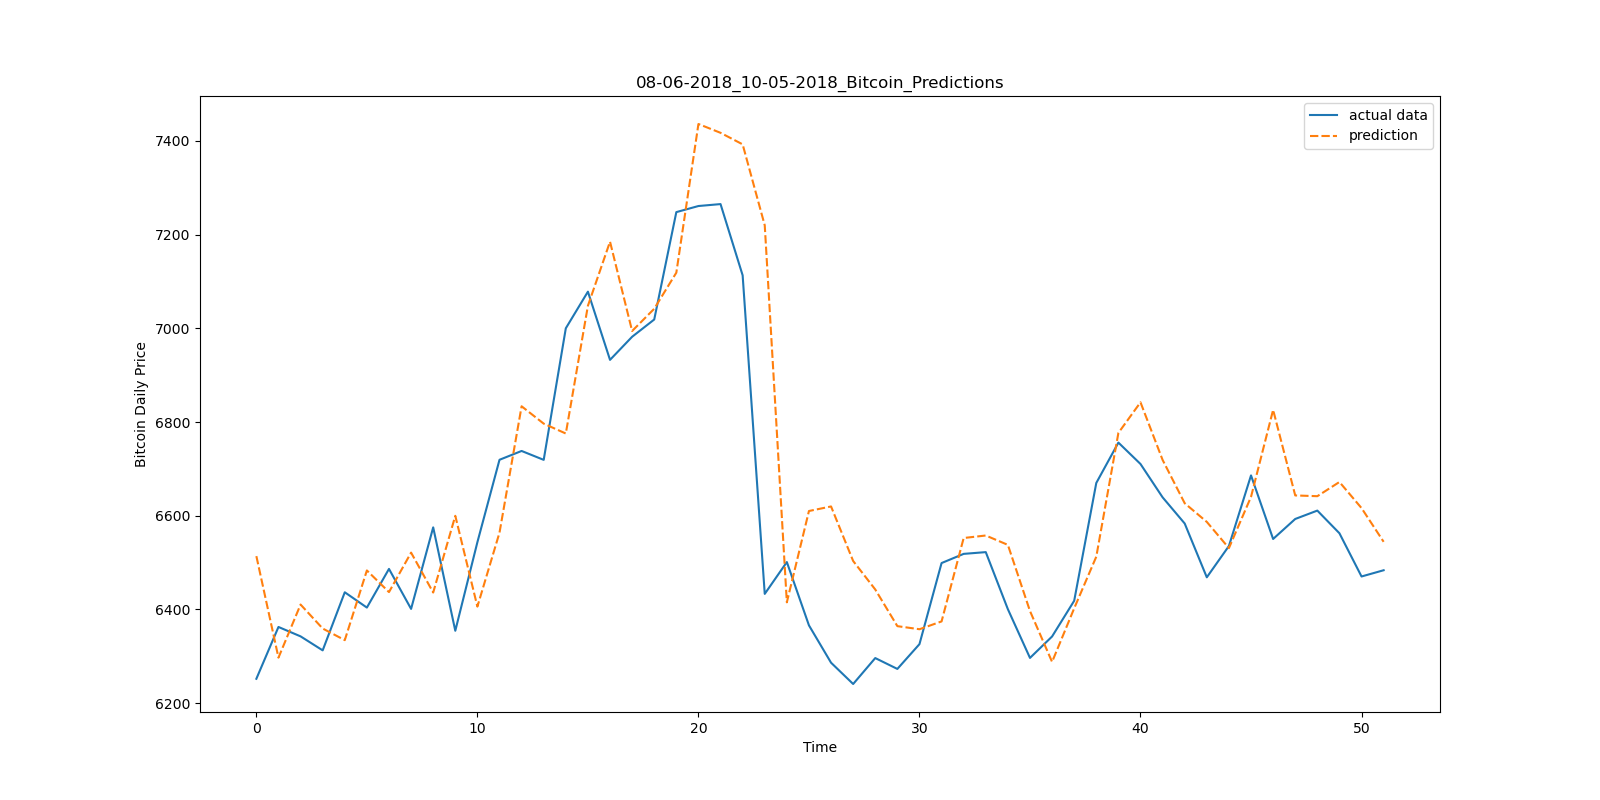 08-06-2018_10-05-2018_Bitcoin_Predictions
actual data
prediction
7400
7200
7000
6800
6600
6400
6200
Bitcoin Daily Price
0 10 20 30 40 50
Time